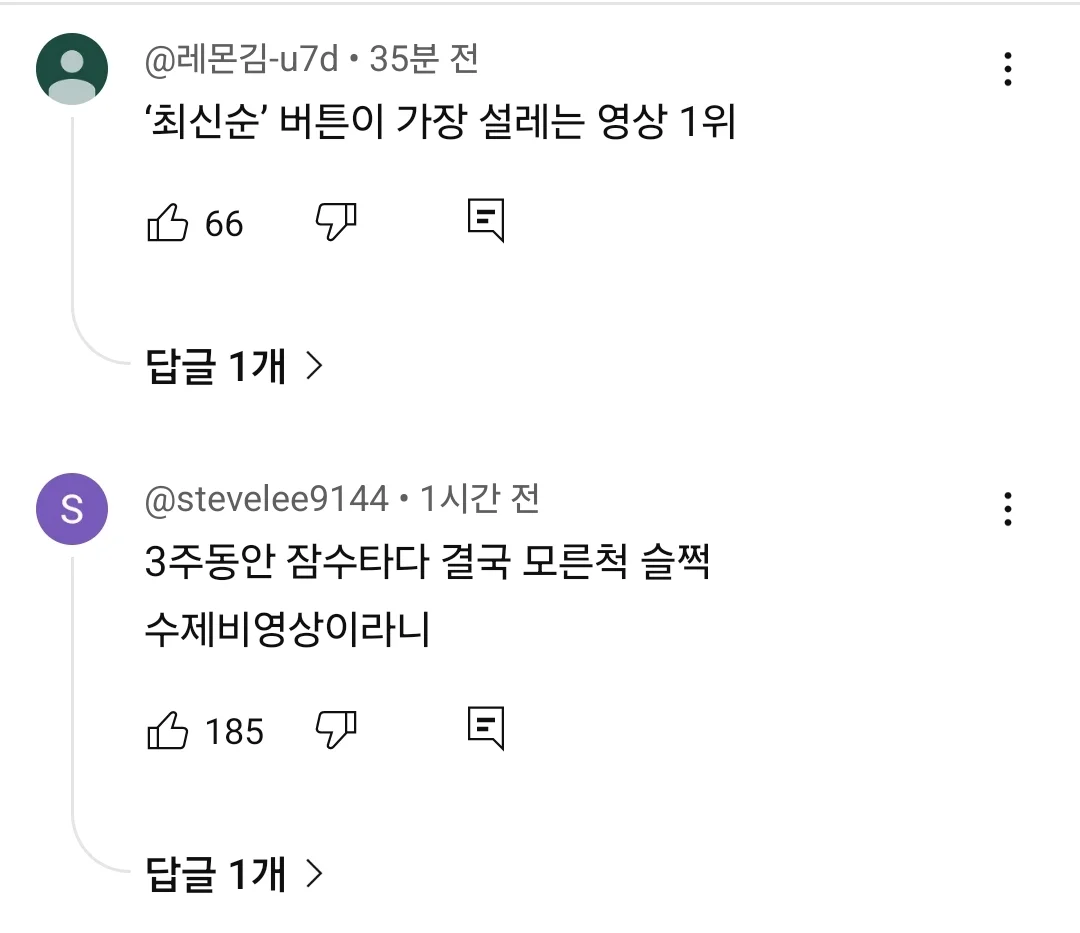 @레몬김-u7d • 35분 전
‘최신순’ 버튼이 가장 설레는 영상 1위
66
답글 1개
S
@stevelee9144 • 1시간 전
3주동안 잠수타다 결국 모른척 슬쩍
수제비영상이라니
185
답글 1개